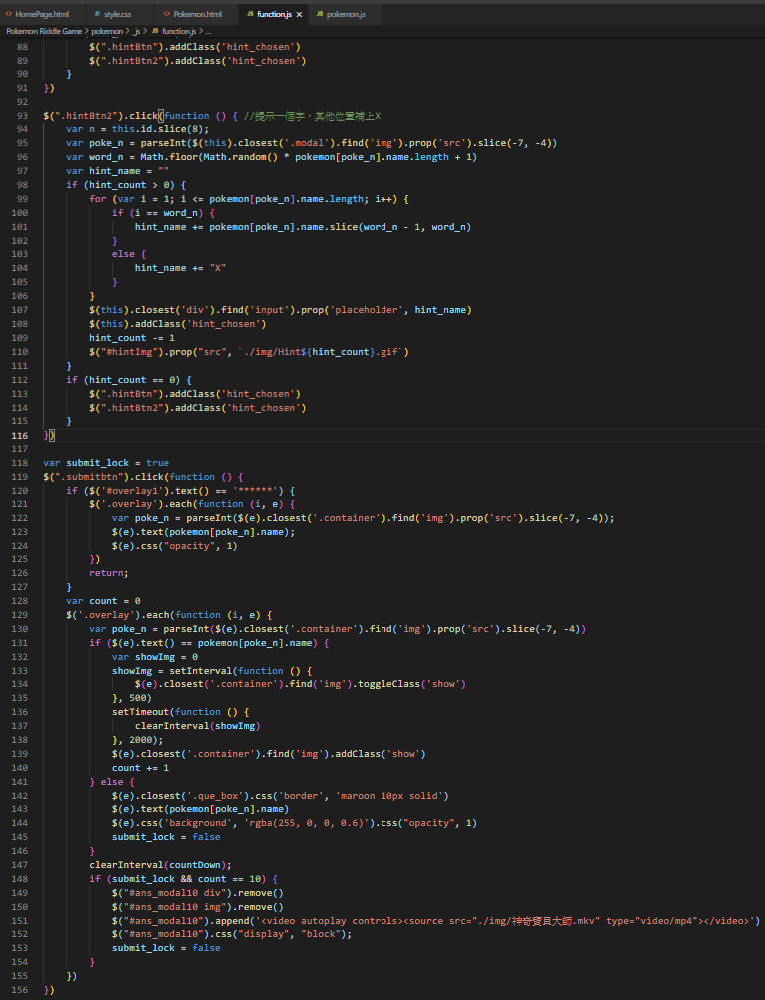 HomePage.html # style.css Pokemon.html JS function.js × JS pokemon.js
Pokemon Riddle Game > pokemon > _js > JS function.js > ...
88 $(".hintBtn").addClass('hint_chosen')
89 $(".hintBtn2").addClass('hint_chosen')
90 }
91 })
92
93 $(".hintBtn2").click(function () { //提示一個字，其他位置補上X
94 var n = this.id.slice(8);
95 var poke_n = parseInt($(this).closest('.modal').find('img').prop('src').slice(-7, -4))
96 var word_n = Math.floor(Math.random() * pokemon[poke_n].name.length + 1)
97 var hint_name = ""
98 if (hint_count > 0) {
99 for (var i = 1; i <= pokemon[poke_n].name.length; i++) {
100 if (i == word_n) {
101 hint_name += pokemon[poke_n].name.slice(word_n - 1, word_n)
102 }
103 else {
104 hint_name += "X"
105 }
106 }
107 $(this).closest('div').find('input').prop('placeholder', hint_name)
108 $(this).addClass('hint_chosen')
109 hint_count -= 1
110 $("#hintImg").prop("src", `./img/Hint${hint_count}.gif`)
111 }
112 if (hint_count == 0) {
113 $(".hintBtn").addClass('hint_chosen')
114 $(".hintBtn2").addClass('hint_chosen')
115 }
116 })
117
118 var submit_lock = true
119 $(".submitbtn").click(function () {
120 if ($('#overlay1').text() == '******') {
121 $('.overlay').each(function (i, e) {
122 var poke_n = parseInt($(e).closest('.container').find('img').prop('src').slice(-7, -4));
123 $(e).text(pokemon[poke_n].name);
124 $(e).css("opacity", 1)
125 })
126 return;
127 }
128 var count = 0
129 $('.overlay').each(function (i, e) {
130 var poke_n = parseInt($(e).closest('.container').find('img').prop('src').slice(-7, -4))
131 if ($(e).text() == pokemon[poke_n].name) {
132 var showImg = 0
133 showImg = setInterval(function () {
134 $(e).closest('.container').find('img').toggleClass('show')
135 }, 500)
136 setTimeout(function () {
137 clearInterval(showImg)
138 }, 2000);
139 $(e).closest('.container').find('img').addClass('show')
140 count += 1
141 } else {
142 $(e).closest('.que_box').css('border', 'maroon 10px solid')
143 $(e).text(pokemon[poke_n].name)
144 $(e).css('background', 'rgba(255, 0, 0, 0.6)').css("opacity", 1)
145 submit_lock = false
146 }
147 clearInterval(countDown);
148 if (submit_lock && count == 10) {
149 $("#ans_modal10 div").remove()
150 $("#ans_modal10 img").remove()
151 $("#ans_modal10").append('<video autoplay controls><source src="./img/神奇寶貝大師.mkv" type="video/mp4"></video>')
152 $("#ans_modal10").css("display", "block");
153 submit_lock = false
154 }
155 })
156 })